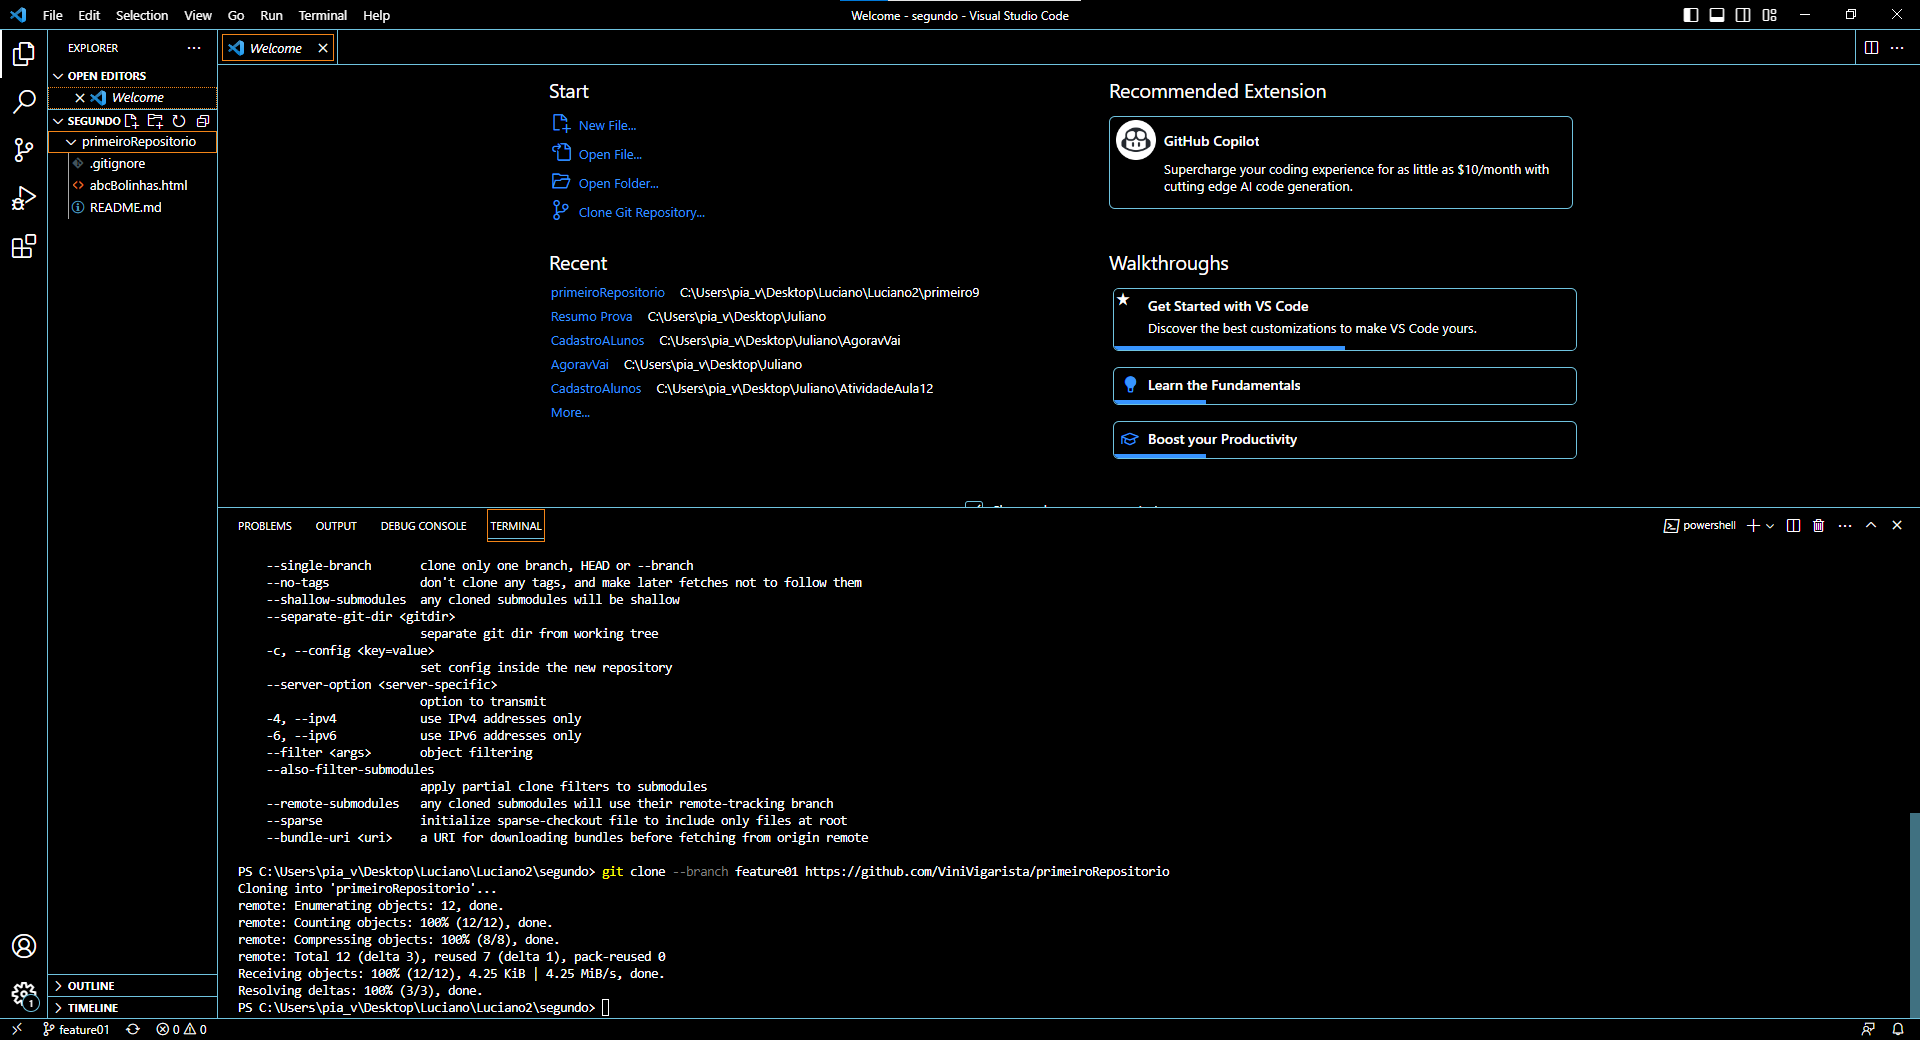 File Edit Selection View Go Run Terminal Help
Welcome - segundo - Visual Studio Code
EXPLORER
OPEN EDITORS
Welcome
SEGUNDO
primeiroRepositorio
.gitignore
abcBolinhas.html
README.md
OUTLINE
TIMELINE
Welcome
Start
New File...
Open File...
Open Folder...
Clone Git Repository...
Recent
primeiroRepositorio C:\Users\pia_v\Desktop\Luciano\Luciano2\primeiro9
Resumo Prova C:\Users\pia_v\Desktop\Juliano
CadastroALunos C:\Users\pia_v\Desktop\Juliano\AgoravVai
AgoravVai C:\Users\pia_v\Desktop\Juliano
CadastroAlunos C:\Users\pia_v\Desktop\Juliano\AtividadeAula12
More...
Recommended Extension
GitHub Copilot
Supercharge your coding experience for as little as $10/month with
cutting edge AI code generation.
Walkthroughs
Get Started with VS Code
Discover the best customizations to make VS Code yours.
Learn the Fundamentals
Boost your Productivity
PROBLEMS OUTPUT DEBUG CONSOLE TERMINAL
powershell
--single-branch clone only one branch, HEAD or --branch
--no-tags don't clone any tags, and make later fetches not to follow them
--shallow-submodules any cloned submodules will be shallow
--separate-git-dir <gitdir>
separate git dir from working tree
-c, --config <key=value>
set config inside the new repository
--server-option <server-specific>
option to transmit
-4, --ipv4 use IPv4 addresses only
-6, --ipv6 use IPv6 addresses only
--filter <args> object filtering
--also-filter-submodules
apply partial clone filters to submodules
--remote-submodules any cloned submodules will use their remote-tracking branch
--sparse initialize sparse-checkout file to include only files at root
--bundle-uri <uri> a URI for downloading bundles before fetching from origin remote
PS C:\Users\pia_v\Desktop\Luciano\Luciano2\segundo> git clone --branch feature01 https://github.com/ViniVigarista/primeiroRepositorio
Cloning into 'primeiroRepositorio'...
remote: Enumerating objects: 12, done.
remote: Counting objects: 100% (12/12), done.
remote: Compressing objects: 100% (8/8), done.
remote: Total 12 (delta 3), reused 7 (delta 1), pack-reused 0
Receiving objects: 100% (12/12), 4.25 KiB | 4.25 MiB/s, done.
Resolving deltas: 100% (3/3), done.
PS C:\Users\pia_v\Desktop\Luciano\Luciano2\segundo>
1
feature01 0 0